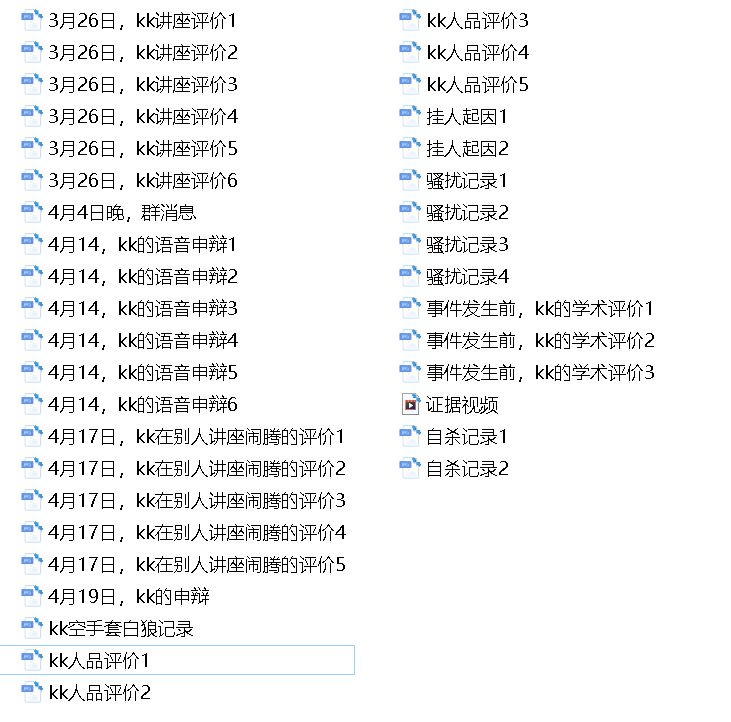 3月26日，kk讲座评价1
3月26日，kk讲座评价2
3月26日，kk讲座评价3
3月26日，kk讲座评价4
3月26日，kk讲座评价5
3月26日，kk讲座评价6
4月4日晚，群消息
4月14，kk的语音申辩1
4月14，kk的语音申辩2
4月14，kk的语音申辩3
4月14，kk的语音申辩4
4月14，kk的语音申辩5
4月14，kk的语音申辩6
4月17日，kk在别人讲座闹腾的评价1
4月17日，kk在别人讲座闹腾的评价2
4月17日，kk在别人讲座闹腾的评价3
4月17日，kk在别人讲座闹腾的评价4
4月17日，kk在别人讲座闹腾的评价5
4月19日，kk的申辩
kk空手套白狼记录
kk人品评价1
kk人品评价2
kk人品评价3
kk人品评价4
kk人品评价5
挂人起因1
挂人起因2
骚扰记录1
骚扰记录2
骚扰记录3
骚扰记录4
事件发生前，kk的学术评价1
事件发生前，kk的学术评价2
事件发生前，kk的学术评价3
证据视频
自杀记录1
自杀记录2